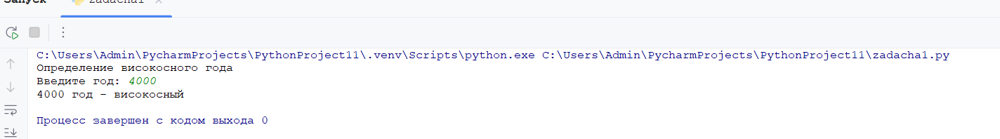 Запуск zadacha1
C:\Users\Admin\PycharmProjects\PythonProject11\.venv\Scripts\python.exe C:\Users\Admin\PycharmProjects\PythonProject11\zadacha1.py
Определение високосного года
Введите год: 4000
4000 год - високосный
Процесс завершен с кодом выхода 0